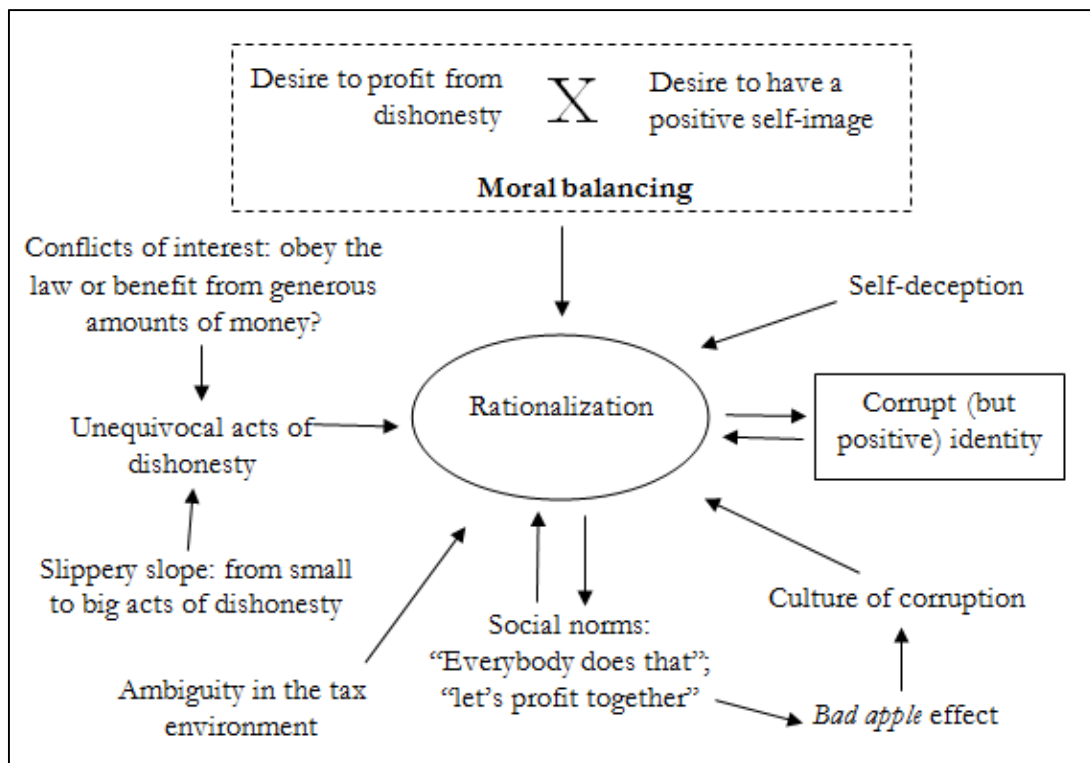 Desire to profit from
dishonesty
X
Desire to have a
positive self-image
Moral balancing
Conflicts of interest: obey the
law or benefit from generous
amounts of money?
Self-deception
Rationalization
Corrupt (but
positive) identity
Unequivocal acts of
dishonesty
Slippery slope: from small
to big acts of dishonesty
Culture of corruption
Social norms:
“Everybody does that”;
“let’s profit together”
Ambiguity in the tax
environment
Bad apple effect